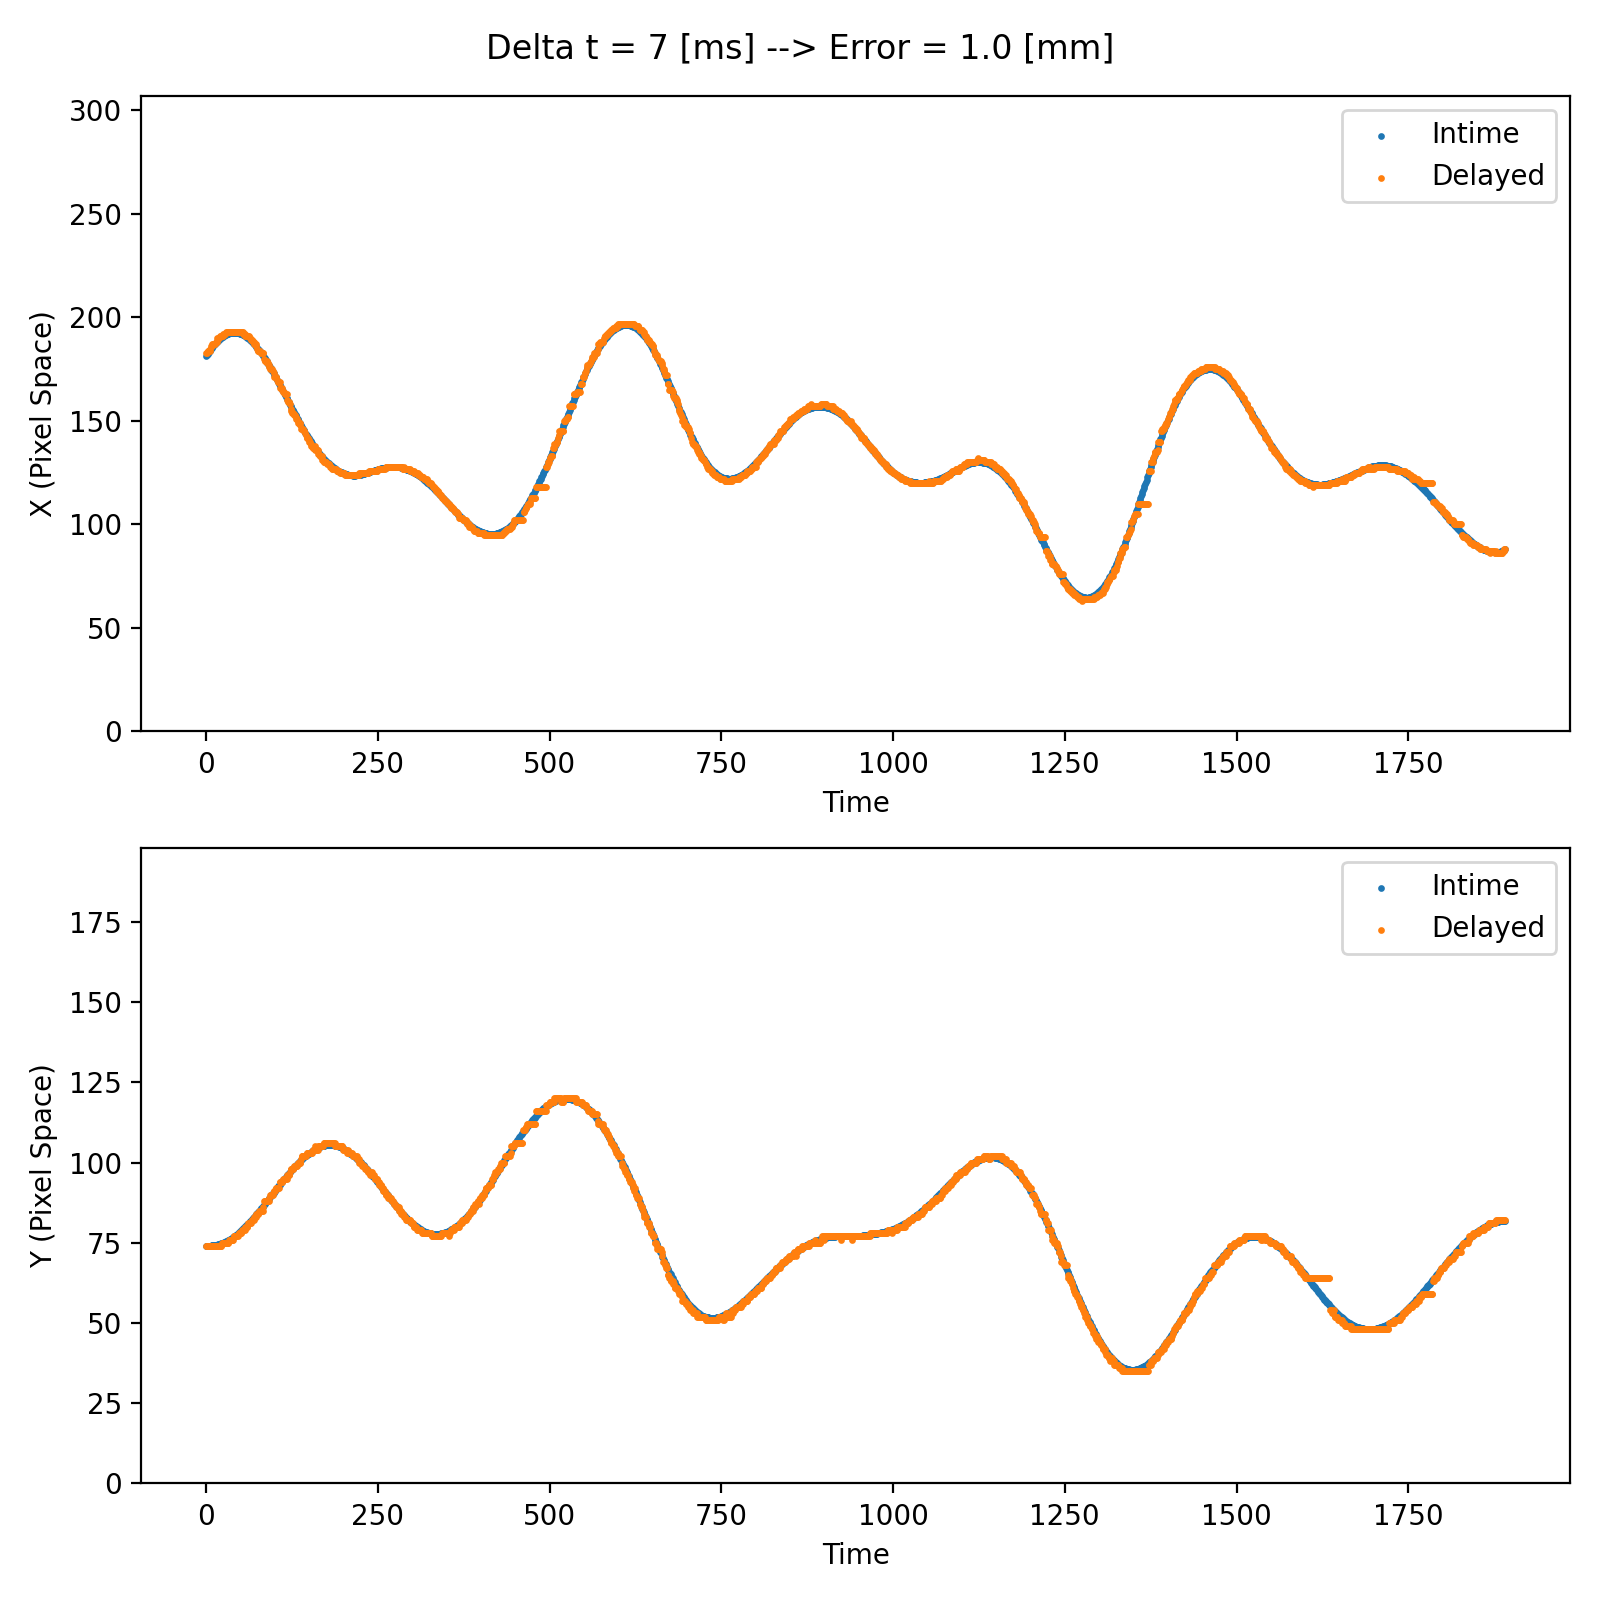 Delta t = 7 [ms] --> Error = 1.0 [mm]
300
250
200
150
100
50
0
X (Pixel Space)
Intime
Delayed
0 250 500 750 1000 1250 1500 1750
Time
175
150
125
100
75
50
25
0
Y (Pixel Space)
Intime
Delayed
0 250 500 750 1000 1250 1500 1750
Time